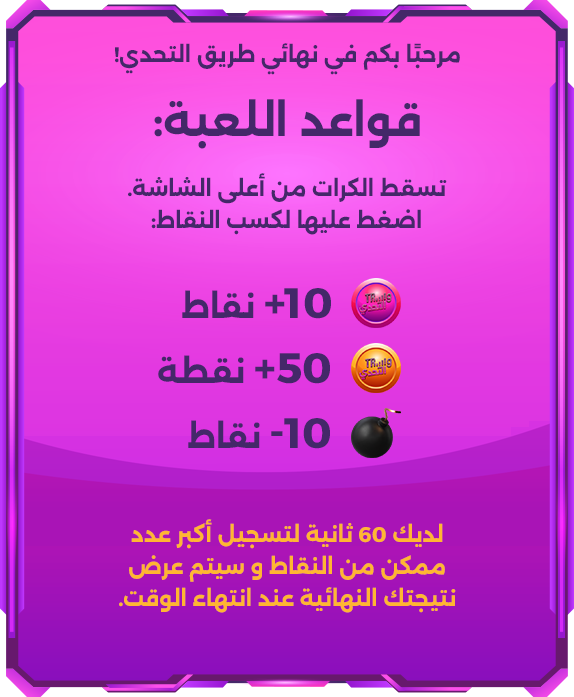 مرحبًا بكم في نهائي طريق التحدي!
قواعد اللعبة:
تسقط الكرات من أعلى الشاشة.
اضغط عليها لكسب النقاط:
+10 نقاط
+50 نقطة
-10 نقاط
لديك 60 ثانية لتسجيل أكبر عدد
ممكن من النقاط و سيتم عرض
نتيجتك النهائية عند انتهاء الوقت.